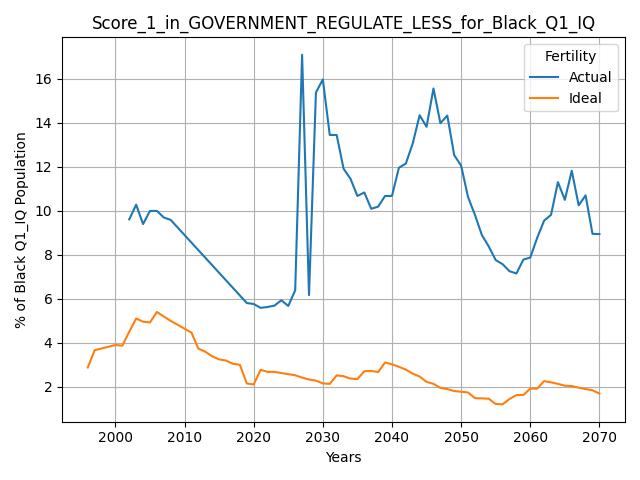 Score_1_in_GOVERNMENT_REGULATE_LESS_for_Black_Q1_IQ
Fertility
Actual
Ideal
% of Black Q1_IQ Population
16
14
12
10
8
6
4
2
2000
2010
2020
2030
2040
2050
2060
2070
Years